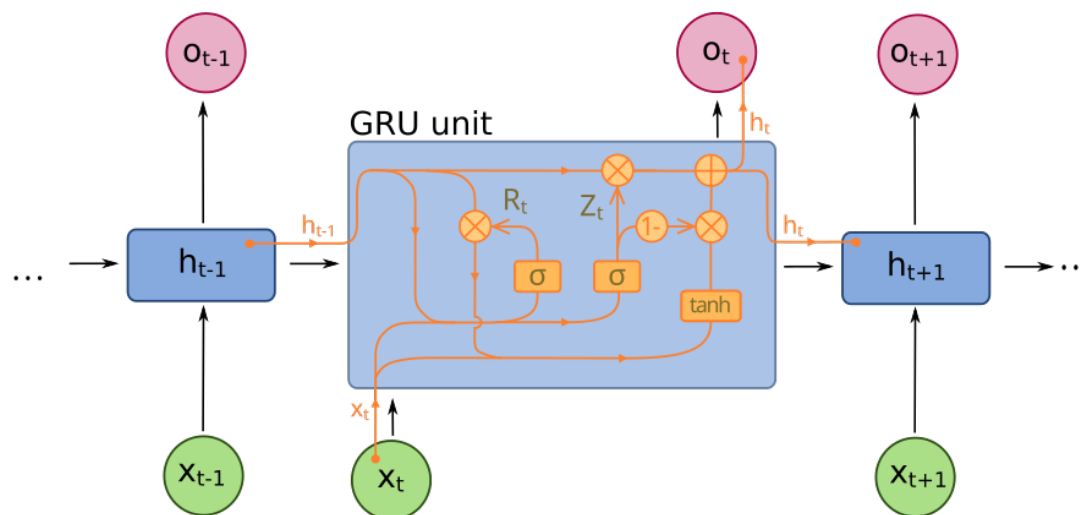 o_{t-1}
o_t
o_{t+1}
GRU unit
h_t
R_t
Z_t
1-
h_{t-1}
h_t
...
h_{t-1}
σ
σ
h_{t+1}
..
tanh
x_t
x_{t-1}
x_t
x_{t+1}